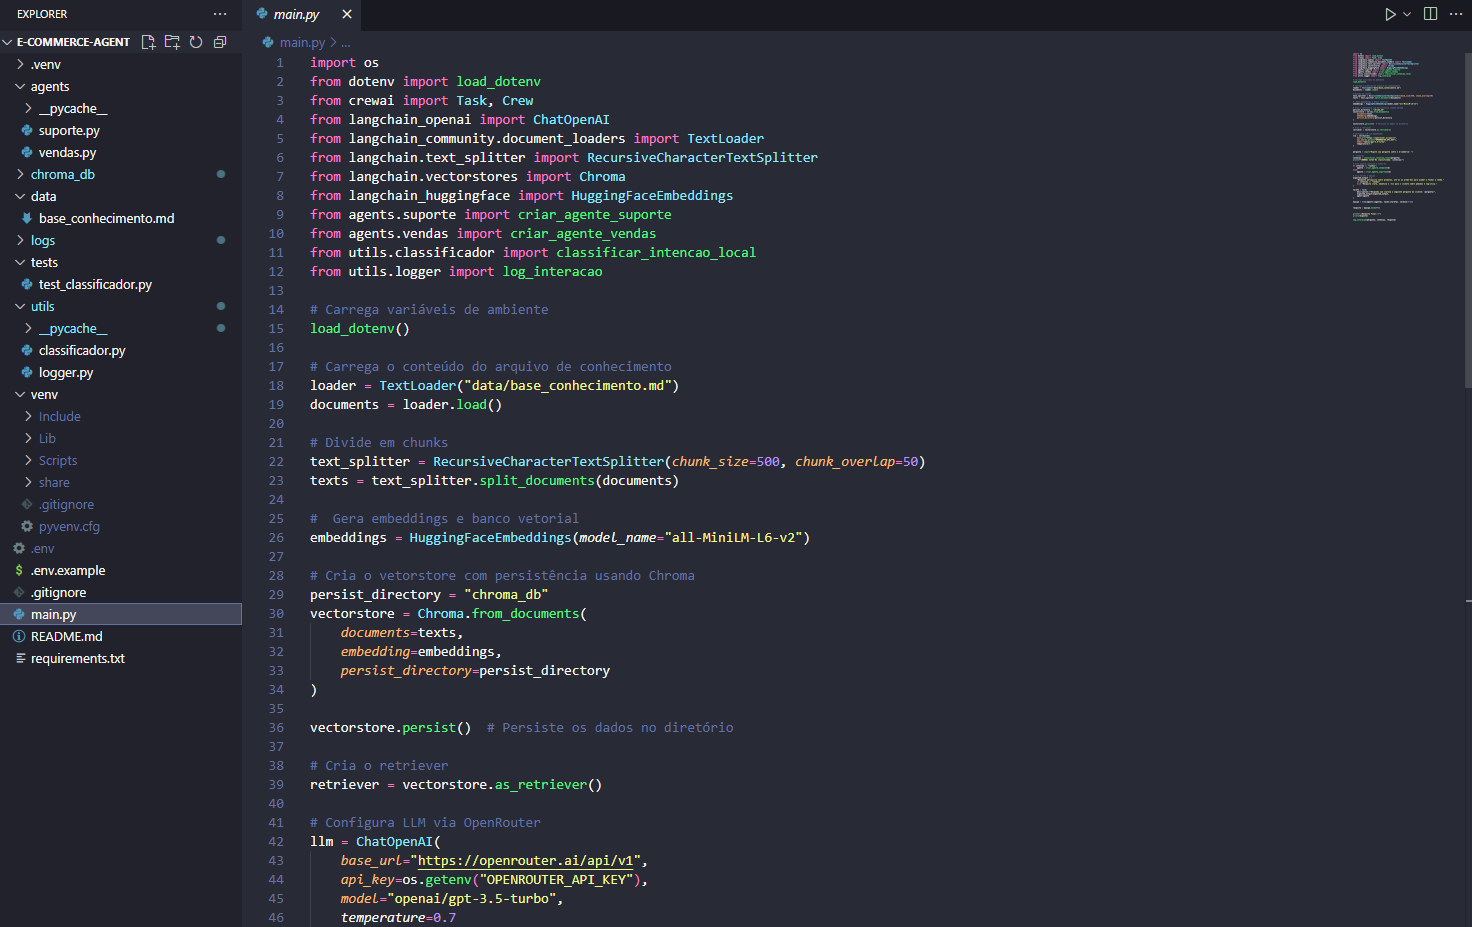 EXPLORER
E-COMMERCE-AGENT
.venv
agents
__pycache__
suporte.py
vendas.py
chroma_db
data
base_conhecimento.md
logs
tests
test_classificador.py
utils
__pycache__
classificador.py
logger.py
venv
Include
Lib
Scripts
share
.gitignore
pyvenv.cfg
.env
.env.example
.gitignore
main.py
README.md
requirements.txt
main.py
main.py > ...
1 import os
2 from dotenv import load_dotenv
3 from crewai import Task, Crew
4 from langchain_openai import ChatOpenAI
5 from langchain_community.document_loaders import TextLoader
6 from langchain.text_splitter import RecursiveCharacterTextSplitter
7 from langchain.vectorstores import Chroma
8 from langchain_huggingface import HuggingFaceEmbeddings
9 from agents.suporte import criar_agente_suporte
10 from agents.vendas import criar_agente_vendas
11 from utils.classificador import classificar_intencao_local
12 from utils.logger import log_interacao
13
14 # Carrega variáveis de ambiente
15 load_dotenv()
16
17 # Carrega o conteúdo do arquivo de conhecimento
18 loader = TextLoader("data/base_conhecimento.md")
19 documents = loader.load()
20
21 # Divide em chunks
22 text_splitter = RecursiveCharacterTextSplitter(chunk_size=500, chunk_overlap=50)
23 texts = text_splitter.split_documents(documents)
24
25 #  Gera embeddings e banco vetorial
26 embeddings = HuggingFaceEmbeddings(model_name="all-MiniLM-L6-v2")
27
28 # Cria o vetorstore com persistência usando Chroma
29 persist_directory = "chroma_db"
30 vectorstore = Chroma.from_documents(
31     documents=texts,
32     embedding=embeddings,
33     persist_directory=persist_directory
34 )
35
36 vectorstore.persist()  # Persiste os dados no diretório
37
38 # Cria o retriever
39 retriever = vectorstore.as_retriever()
40
41 # Configura LLM via OpenRouter
42 llm = ChatOpenAI(
43     base_url="https://openrouter.ai/api/v1",
44     api_key=os.getenv("OPENROUTER_API_KEY"),
45     model="openai/gpt-3.5-turbo",
46     temperature=0.7